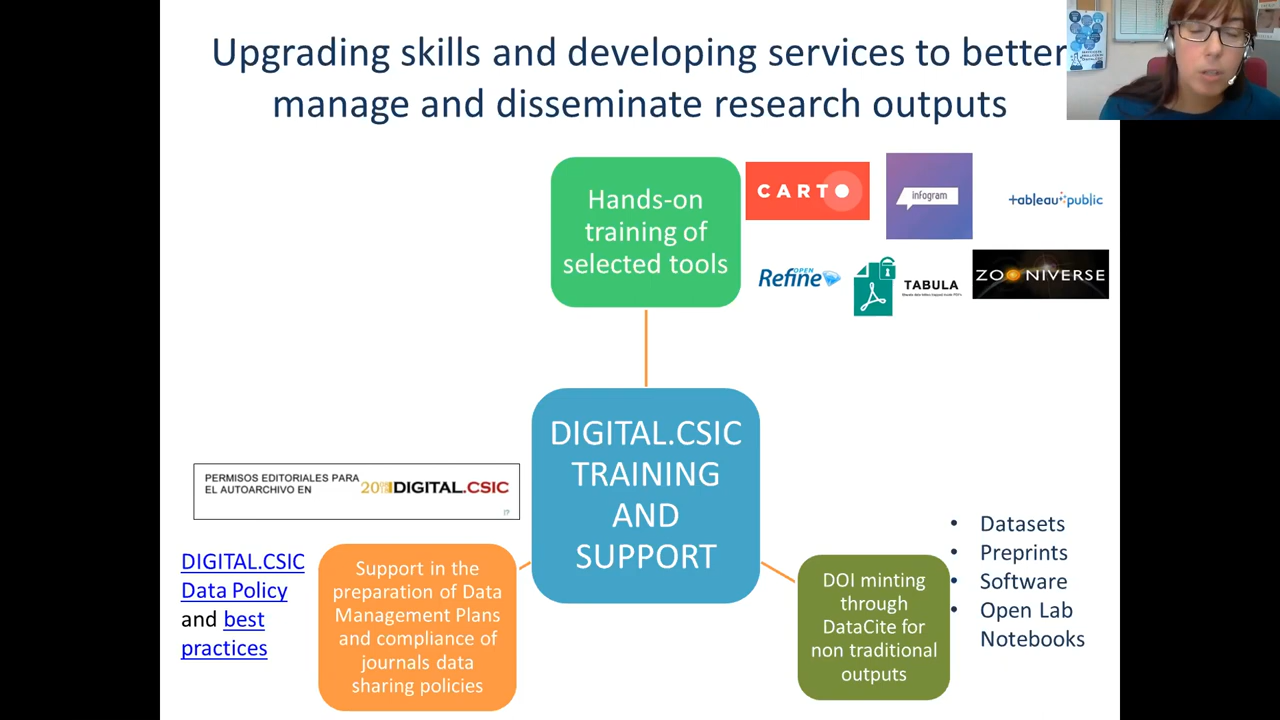 Upgrading skills and developing services to better
manage and disseminate research outputs
Hands-on
training of
selected tools
CARTO
infogram
+ableau public
OPEN
Refine
TABULA
ZOONIVERSE
DIGITAL.CSIC
TRAINING
AND
SUPPORT
PERMISOS EDITORIALES PARA
EL AUTOARCHIVO EN
DIGITAL.CSIC
DIGITAL.CSIC
Data Policy
and best
practices
Support in the
preparation of Data
Management Plans
and compliance of
journals data
sharing policies
DOI minting
through
DataCite for
non traditional
outputs
• Datasets
• Preprints
• Software
• Open Lab
Notebooks